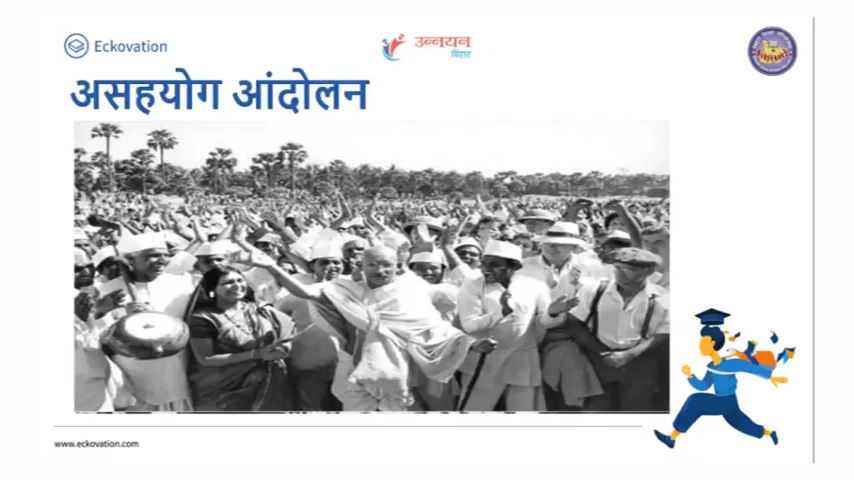 Eckovation
उन्नयन
बिहार
असहयोग आंदोलन
www.eckovation.com